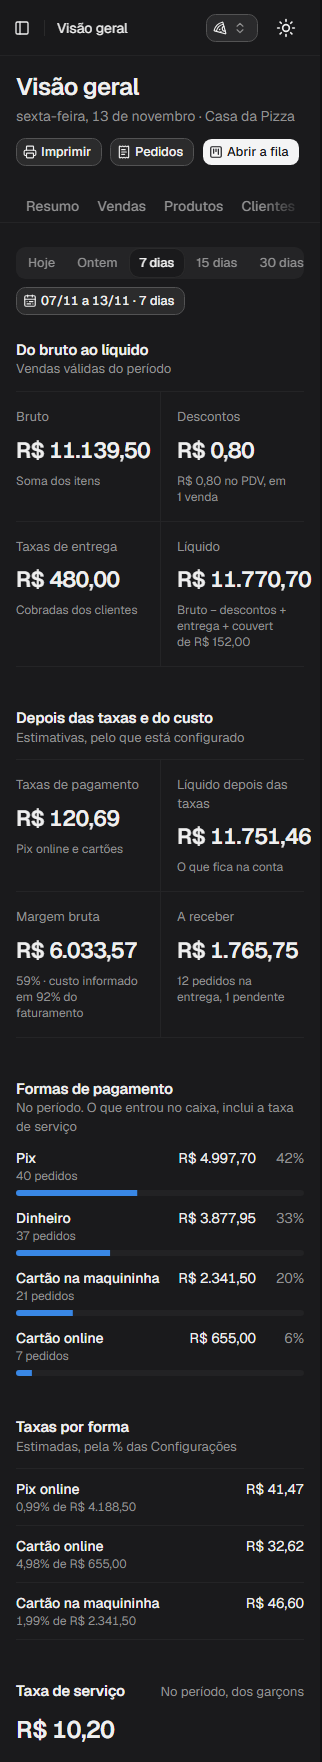 Visão geral
Visão geral
sexta-feira, 13 de novembro · Casa da Pizza
Imprimir
Pedidos
Abrir a fila
Resumo
Vendas
Produtos
Clientes
Hoje
Ontem
7 dias
15 dias
30 dias
07/11 a 13/11 · 7 dias
Do bruto ao líquido
Vendas válidas do período
Bruto
R$ 11.139,50
Soma dos itens
Descontos
R$ 0,80
R$ 0,80 no PDV, em
1 venda
Taxas de entrega
R$ 480,00
Cobradas dos clientes
Líquido
R$ 11.770,70
Bruto − descontos +
entrega + couvert
de R$ 152,00
Depois das taxas e do custo
Estimativas, pelo que está configurado
Taxas de pagamento
R$ 120,69
Pix online e cartões
Líquido depois das
taxas
R$ 11.751,46
O que fica na conta
Margem bruta
R$ 6.033,57
59% · custo informado
em 92% do
faturamento
A receber
R$ 1.765,75
12 pedidos na
entrega, 1 pendente
Formas de pagamento
No período. O que entrou no caixa, inclui a taxa
de serviço
Pix R$ 4.997,70 42%
40 pedidos
Dinheiro R$ 3.877,95 33%
37 pedidos
Cartão na maquininha R$ 2.341,50 20%
21 pedidos
Cartão online R$ 655,00 6%
7 pedidos
Taxas por forma
Estimadas, pela % das Configurações
Pix online R$ 41,47
0,99% de R$ 4.188,50
Cartão online R$ 32,62
4,98% de R$ 655,00
Cartão na maquininha R$ 46,60
1,99% de R$ 2.341,50
Taxa de serviço No período, dos garçons
R$ 10,20